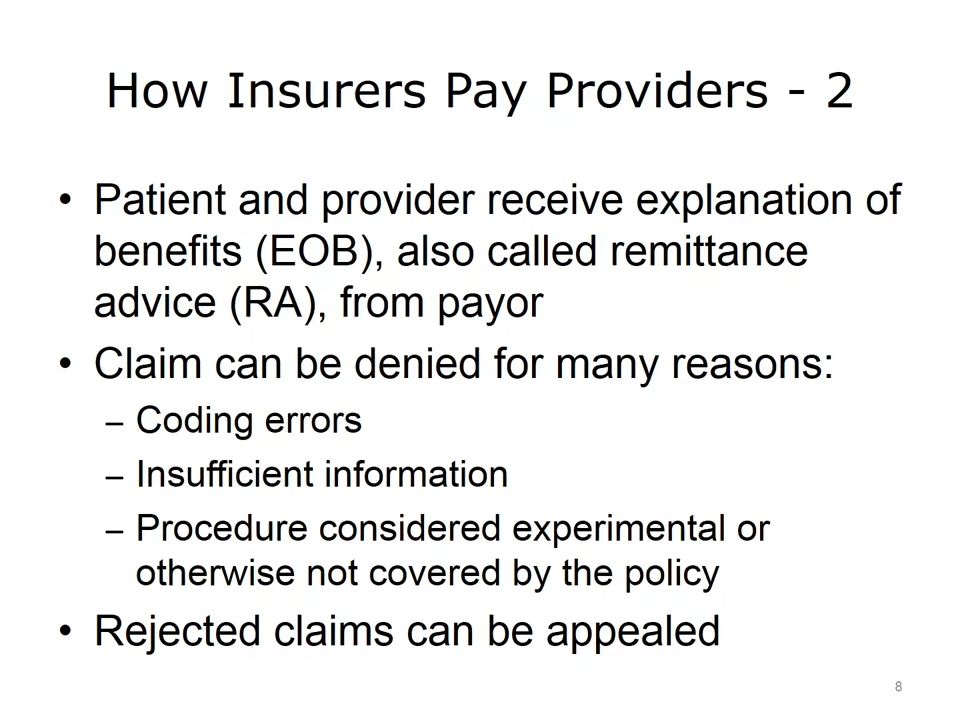 How Insurers Pay Providers - 2
• Patient and provider receive explanation of
benefits (EOB), also called remittance
advice (RA), from payor
• Claim can be denied for many reasons:
– Coding errors
– Insufficient information
– Procedure considered experimental or
otherwise not covered by the policy
• Rejected claims can be appealed
8